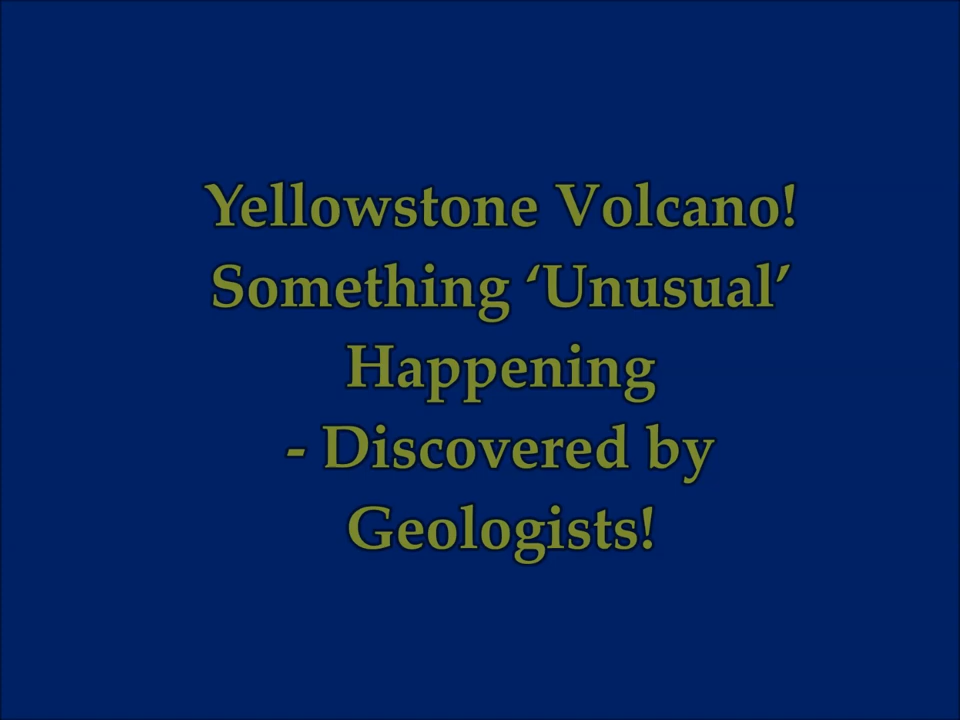 Yellowstone Volcano!
Something ‘Unusual’
Happening
- Discovered by
Geologists!